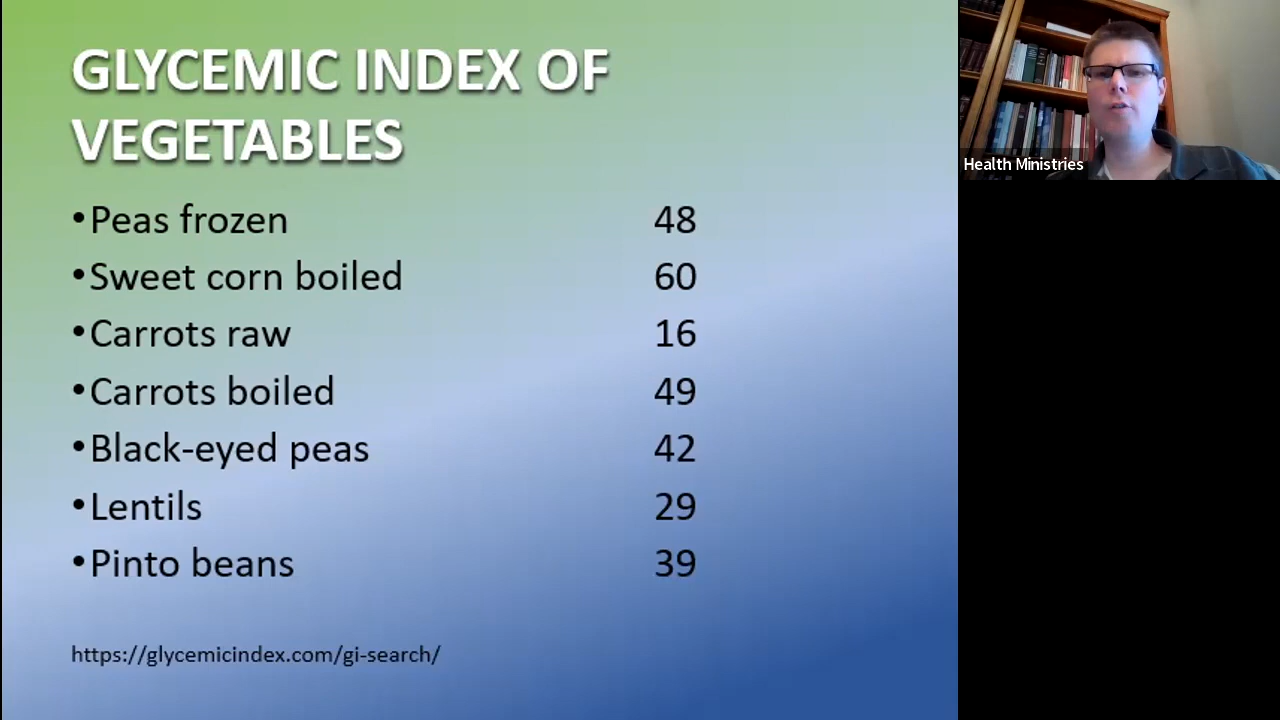 GLYCEMIC INDEX OF
VEGETABLES
•Peas frozen 48
•Sweet corn boiled 60
•Carrots raw 16
•Carrots boiled 49
•Black-eyed peas 42
•Lentils 29
•Pinto beans 39
https://glycemicindex.com/gi-search/
Health Ministries